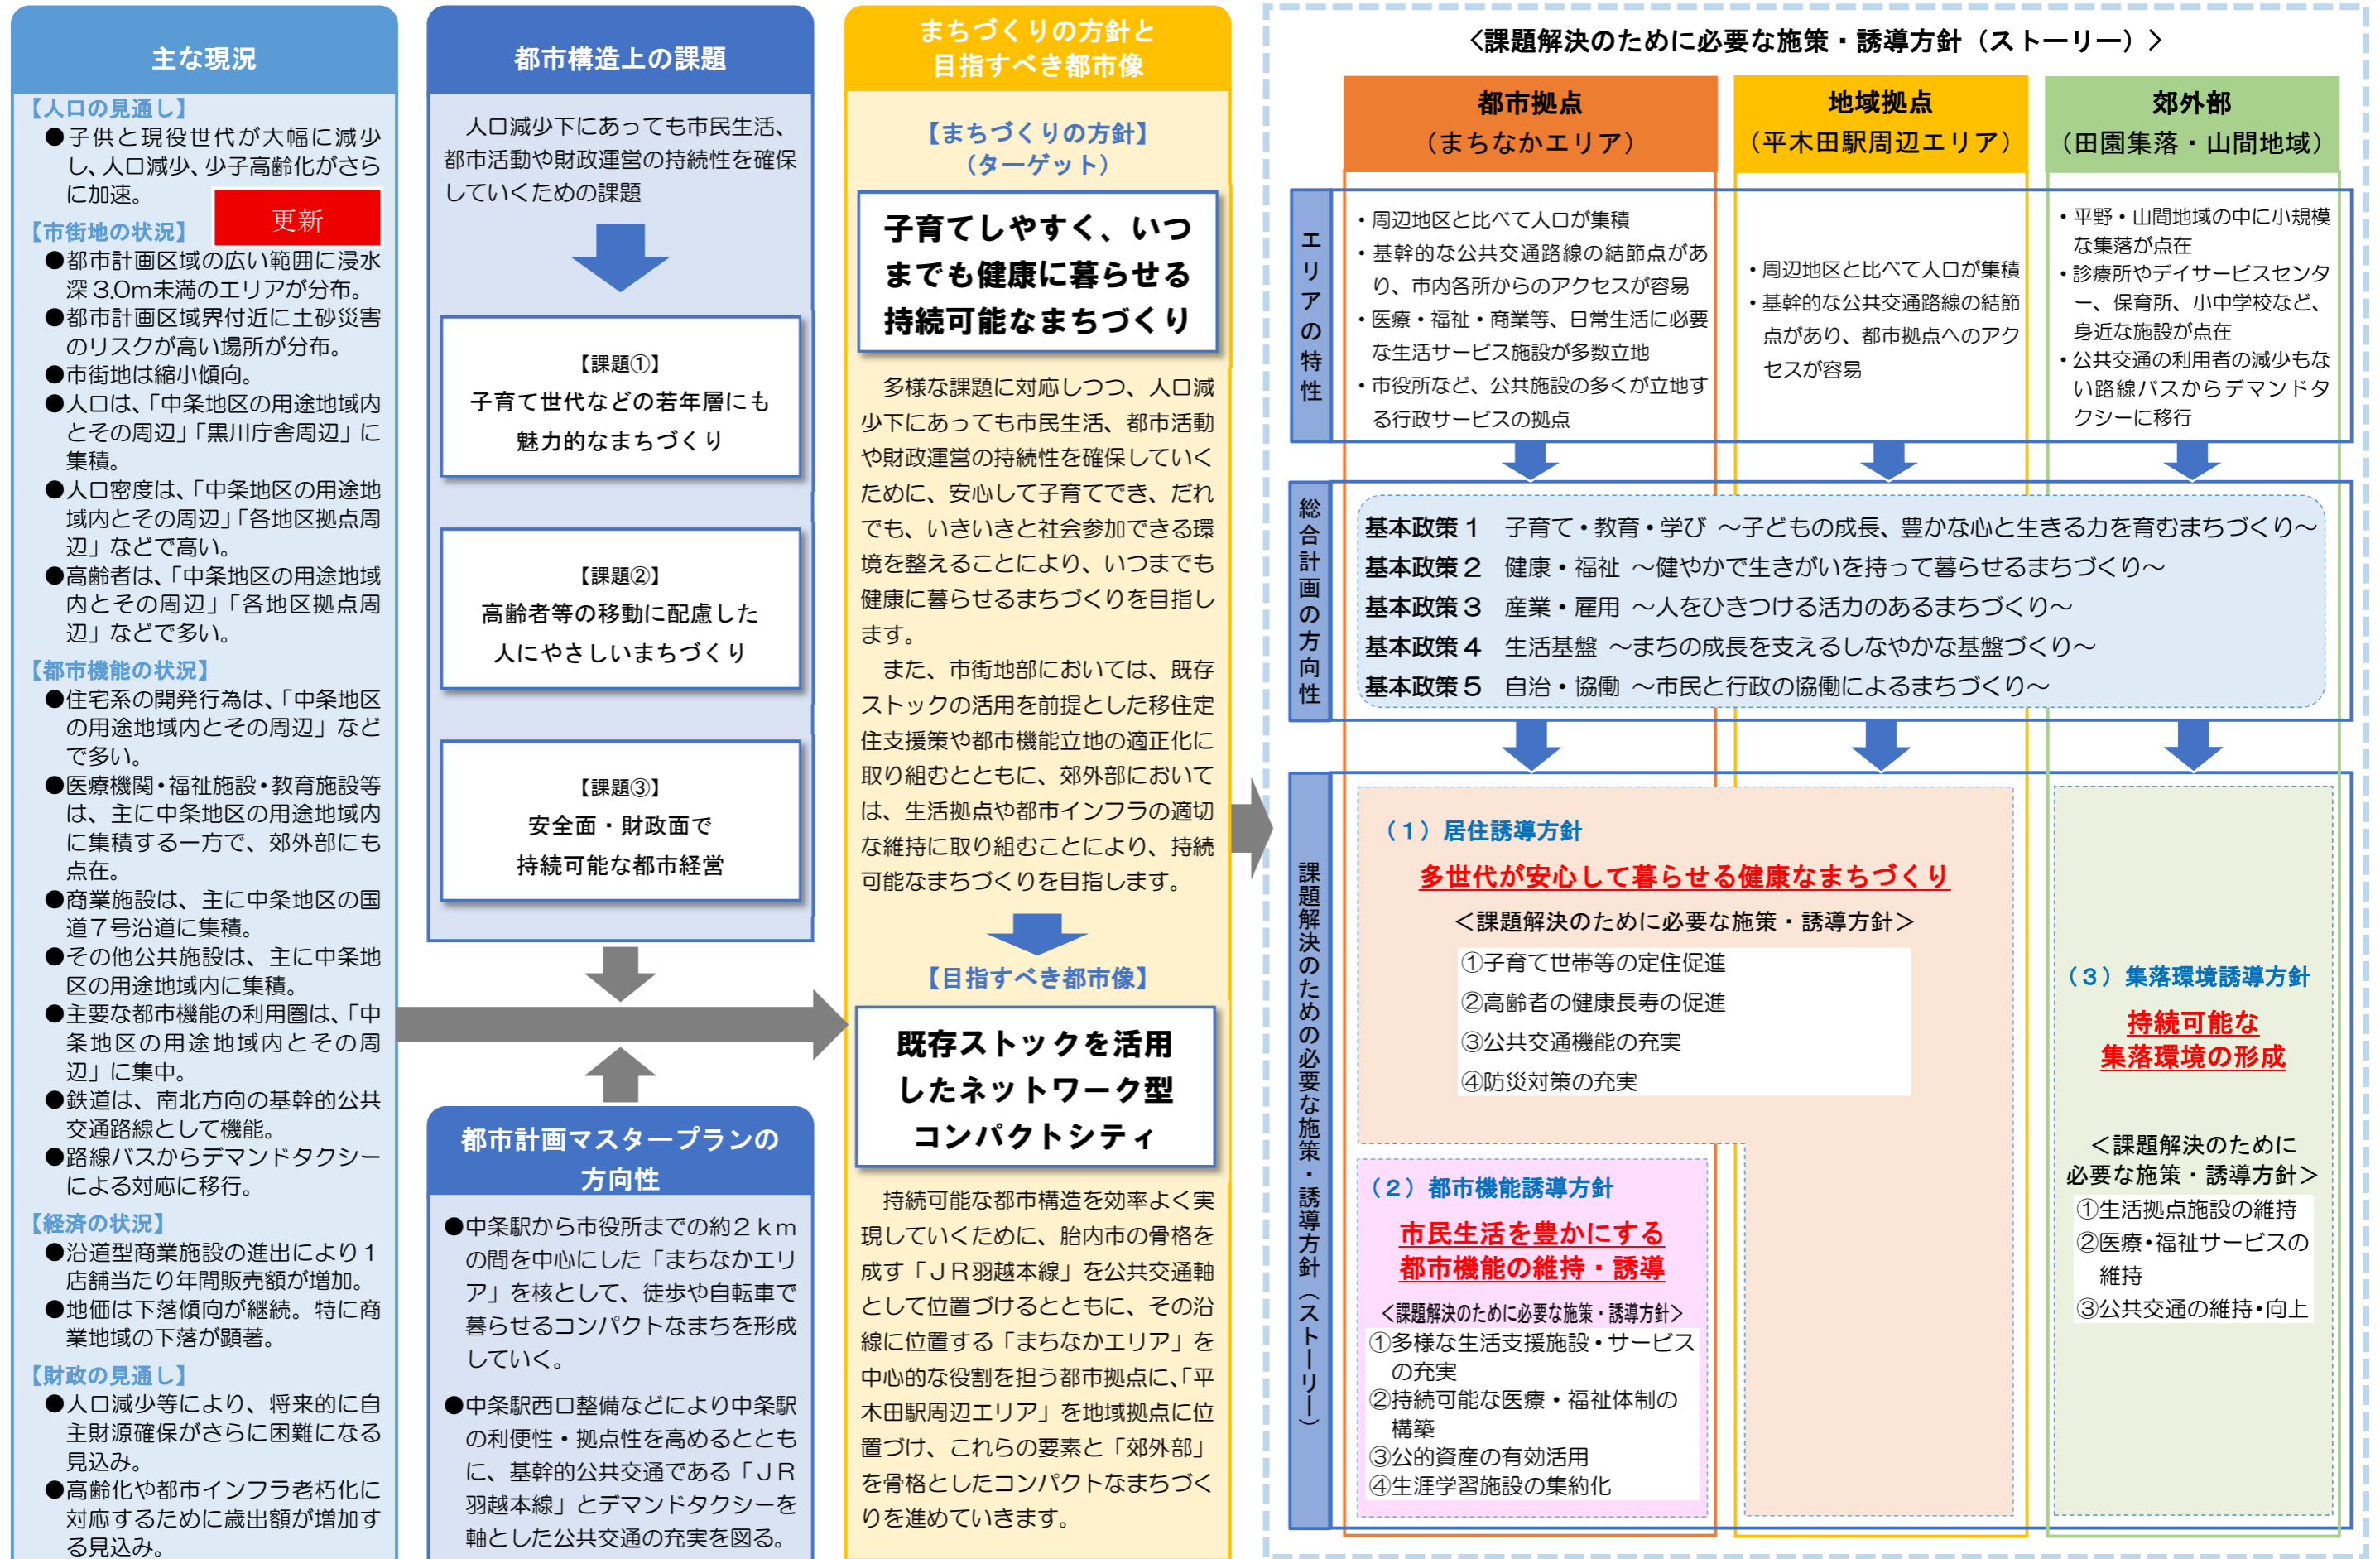 主な現況
【人口の見通し】
●子供と現役世代が大幅に減少
し、人口減少、少子高齢化がさら
に加速。
更新
【市街地の状況】
●都市計画区域の広い範囲に浸水
深3.0m未満のエリアが分布。
●都市計画区域界付近に土砂災害
のリスクが高い場所が分布。
●市街地は縮小傾向。
●人口は、「中条地区の用途地域内
とその周辺」「黒川庁舎周辺」に
集積。
●人口密度は、「中条地区の用途地
域内とその周辺」「各地区拠点周
辺」などで高い。
●高齢者は、「中条地区の用途地域
内とその周辺」「各地区拠点周
辺」などで多い。
【都市機能の状況】
●住宅系の開発行為は、「中条地区
の用途地域内とその周辺」など
で多い。
●医療機関・福祉施設・教育施設等
は、主に中条地区の用途地域内
に集積する一方で、郊外部にも
点在。
●商業施設は、主に中条地区の国
道7号沿道に集積。
●その他公共施設は、主に中条地
区の用途地域内に集積。
●主要な都市機能の利用圏は、「中
条地区の用途地域内とその周
辺」に集中。
●鉄道は、南北方向の基幹的公共
交通路線として機能。
●路線バスからデマンドタクシー
による対応に移行。
【経済の状況】
●沿道型商業施設の進出により1
店舗当たり年間販売額が増加。
●地価は下落傾向が継続。特に商
業地域の下落が顕著。
【財政の見通し】
●人口減少等により、将来的に自
主財源確保がさらに困難になる
見込み。
●高齢化や都市インフラ老朽化に
対応するために歳出額が増加す
る見込み。
都市構造上の課題
人口減少下にあっても市民生活、
都市活動や財政運営の持続性を確保
していくための課題
【課題①】
子育て世代などの若年層にも
魅力的なまちづくり
【課題②】
高齢者等の移動に配慮した
人にやさしいまちづくり
【課題③】
安全面・財政面で
持続可能な都市経営
都市計画マスタープランの
方向性
●中条駅から市役所までの約2km
の間を中心にした「まちなかエリ
ア」を核として、徒歩や自転車で
暮らせるコンパクトなまちを形成
していく。
●中条駅西口整備などにより中条駅
の利便性・拠点性を高めるととも
に、基幹的公共交通である「JR
羽越本線」とデマンドタクシーを
軸とした公共交通の充実を図る。
まちづくりの方針と
目指すべき都市像
【まちづくりの方針】
（ターゲット）
子育てしやすく、いつ
までも健康に暮らせる
持続可能なまちづくり
多様な課題に対応しつつ、人口減
少下にあっても市民生活、都市活動
や財政運営の持続性を確保していく
ために、安心して子育てでき、だれ
でも、いきいきと社会参加できる環
境を整えることにより、いつまでも
健康に暮らせるまちづくりを目指し
ます。
また、市街地部においては、既存
ストックの活用を前提とした移住定
住支援策や都市機能立地の適正化に
取り組むとともに、郊外部において
は、生活拠点や都市インフラの適切
な維持に取り組むことにより、持続
可能なまちづくりを目指します。
【目指すべき都市像】
既存ストックを活用
したネットワーク型
コンパクトシティ
持続可能な都市構造を効率よく実
現していくために、胎内市の骨格を
成す「JR羽越本線」を公共交通軸
として位置づけるとともに、その沿
線に位置する「まちなかエリア」を
中心的な役割を担う都市拠点に、「平
木田駅周辺エリア」を地域拠点に位
置づけ、これらの要素と「郊外部」
を骨格としたコンパクトなまちづく
りを進めていきます。
＜課題解決のために必要な施策・誘導方針（ストーリー）＞
都市拠点
（まちなかエリア）
地域拠点
（平木田駅周辺エリア）
郊外部
（田園集落・山間地域）
エリアの特性
・周辺地区と比べて人口が集積
・基幹的な公共交通路線の結節点があ
り、市内各所からのアクセスが容易
・医療・福祉・商業等、日常生活に必要
な生活サービス施設が多数立地
・市役所など、公共施設の多くが立地す
る行政サービスの拠点
・周辺地区と比べて人口が集積
・基幹的な公共交通路線の結節
点があり、都市拠点へのアク
セスが容易
・平野・山間地域の中に小規模
な集落が点在
・診療所やデイサービスセンタ
ー、保育所、小中学校など、
身近な施設が点在
・公共交通の利用者の減少もな
い路線バスからデマンドタ
クシーに移行
総合計画の方向性
基本政策1 子育て・教育・学び ～子どもの成長、豊かな心と生きる力を育むまちづくり～
基本政策2 健康・福祉 ～健やかで生きがいを持って暮らせるまちづくり～
基本政策3 産業・雇用 ～人をひきつける活力のあるまちづくり～
基本政策4 生活基盤 ～まちの成長を支えるしなやかな基盤づくり～
基本政策5 自治・協働 ～市民と行政の協働によるまちづくり～
課題解決のための必要な施策・誘導方針（ストーリー）
（1）居住誘導方針
多世代が安心して暮らせる健康なまちづくり
＜課題解決のために必要な施策・誘導方針＞
①子育て世帯等の定住促進
②高齢者の健康長寿の促進
③公共交通機能の充実
④防災対策の充実
（2）都市機能誘導方針
市民生活を豊かにする
都市機能の維持・誘導
＜課題解決のために必要な施策・誘導方針＞
①多様な生活支援施設・サービス
の充実
②持続可能な医療・福祉体制の
構築
③公的資産の有効活用
④生涯学習施設の集約化
（3）集落環境誘導方針
持続可能な
集落環境の形成
＜課題解決のために
必要な施策・誘導方針＞
①生活拠点施設の維持
②医療・福祉サービスの
維持
③公共交通の維持・向上